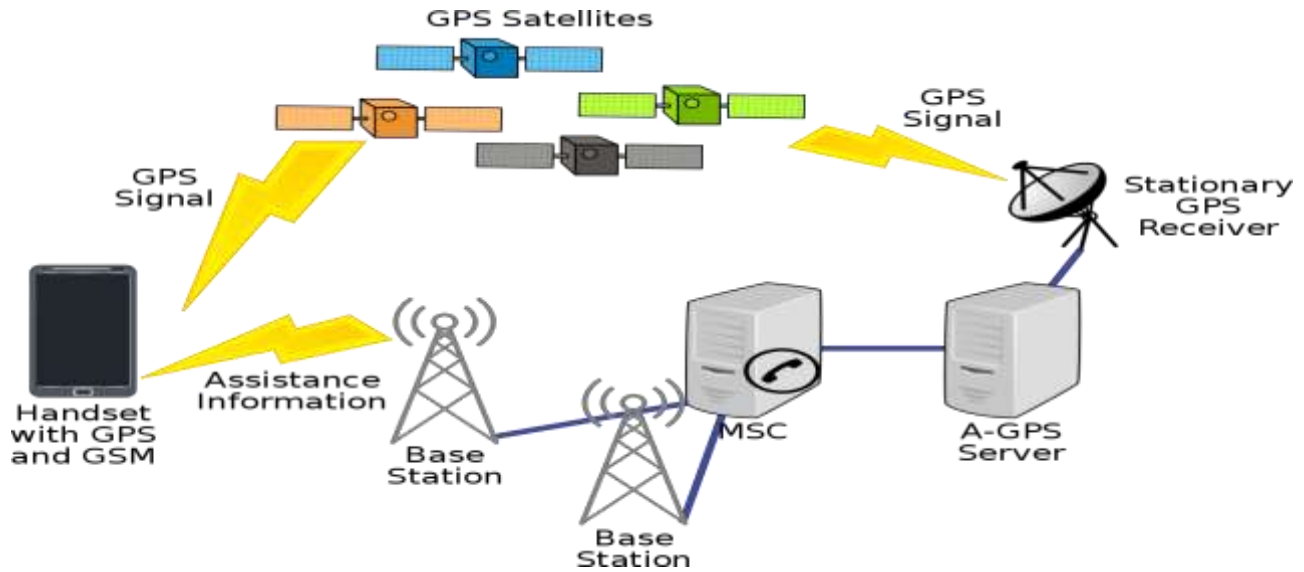 GPS Satellites
GPS
Signal
GPS
Signal
Stationary
GPS
Receiver
Handset
with GPS
and GSM
Assistance
Information
Base
Station
Base
Station
MSC
A-GPS
Server